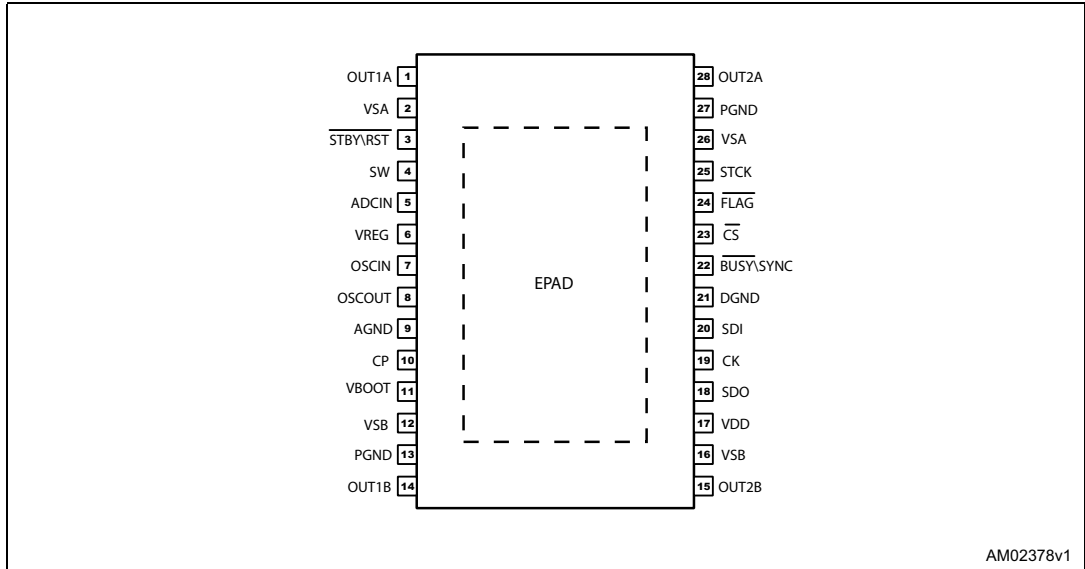 OUT1A 1 28 OUT2A
VSA 2 27 PGND
STBY\RST 3 26 VSA
SW 4 25 STCK
ADCIN 5 24 FLAG
VREG 6 23 CS
OSCIN 7 22 BUSY\SYNC
EPAD
OSCOUT 8 21 DGND
AGND 9 20 SDI
CP 10 19 CK
VBOOT 11 18 SDO
VSB 12 17 VDD
PGND 13 16 VSB
OUT1B 14 15 OUT2B
AM02378v1